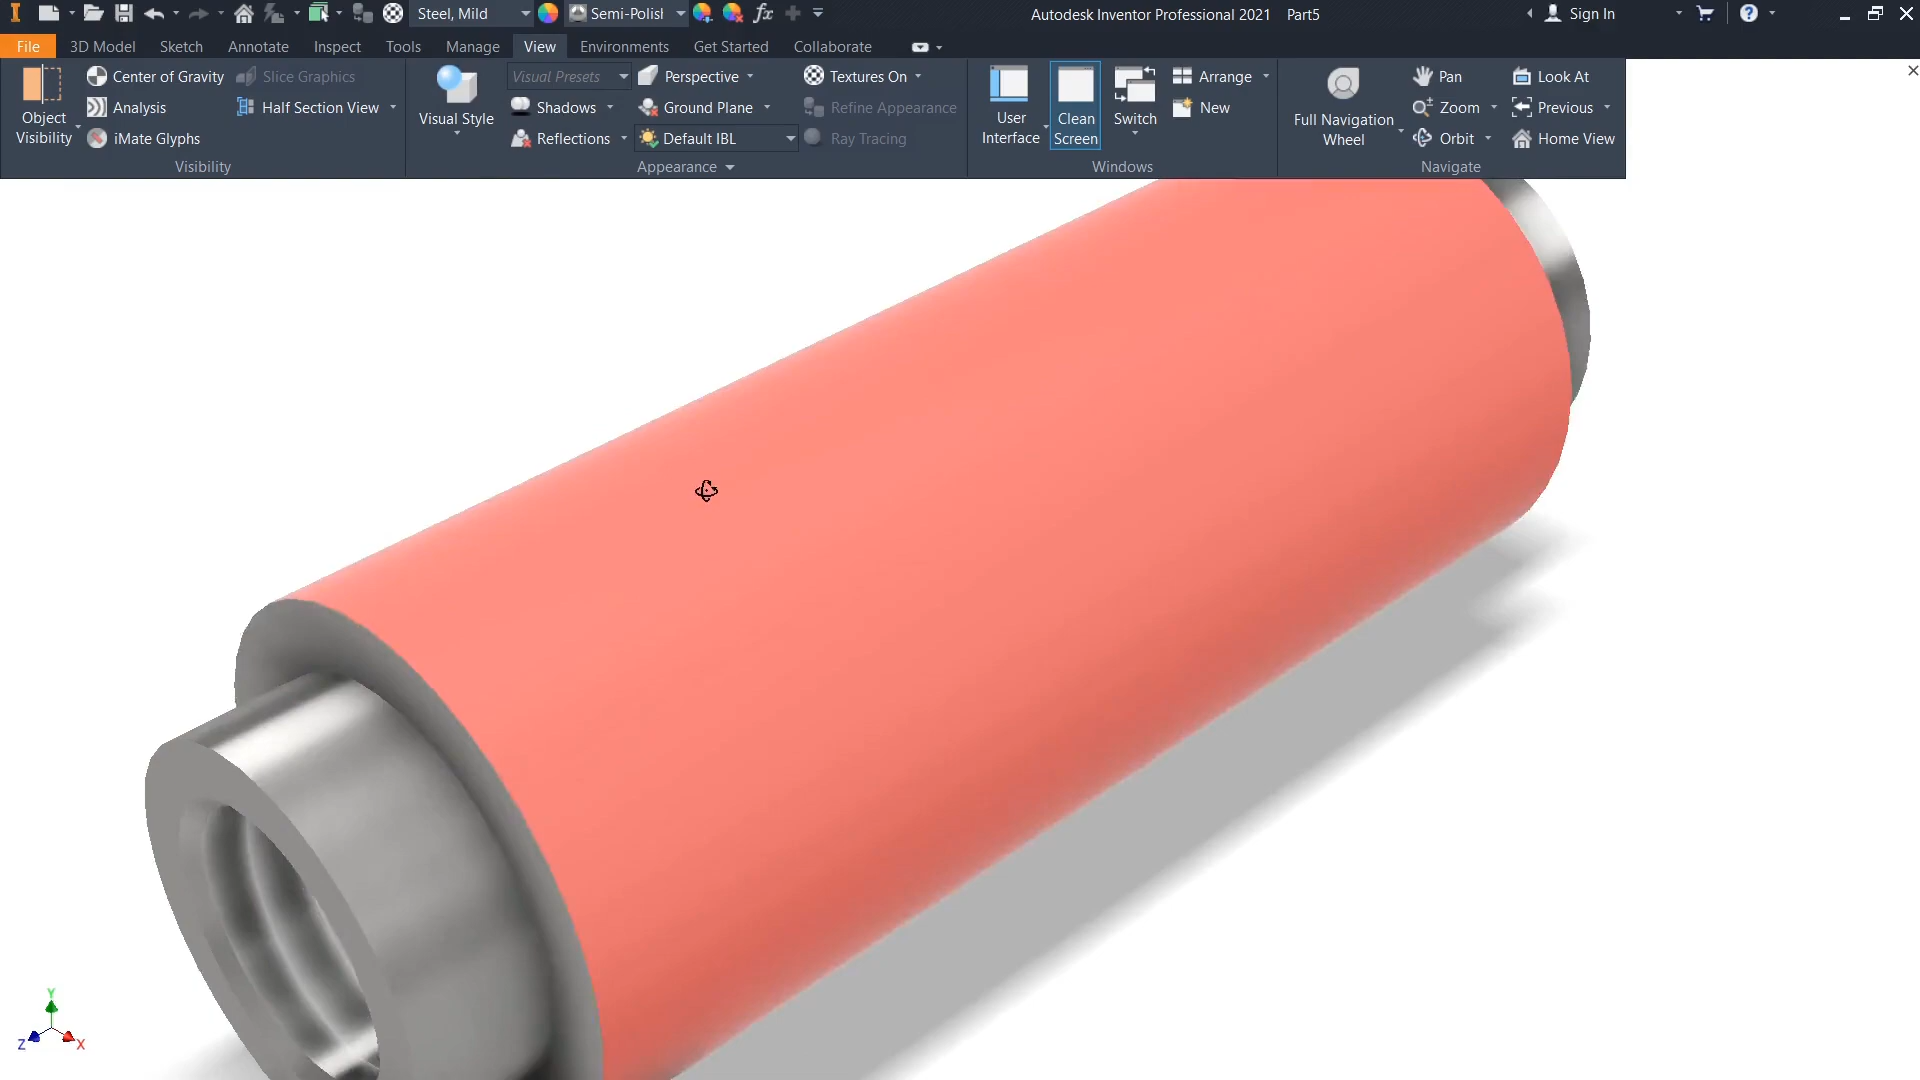 Steel, Mild Semi-Polisl fx Autodesk Inventor Professional 2021 Part5 Sign In
File 3D Model Sketch Annotate Inspect Tools Manage View Environments Get Started Collaborate
Object Visibility
Center of Gravity
Analysis
iMate Glyphs
Slice Graphics
Half Section View
Visibility
Visual Style
Visual Presets
Shadows
Reflections
Perspective
Ground Plane
Default IBL
Textures On
Refine Appearance
Ray Tracing
Appearance
User Interface
Clean Screen
Switch
Arrange
New
Windows
Full Navigation Wheel
Pan
Zoom
Orbit
Look At
Previous
Home View
Navigate
Y
Z X